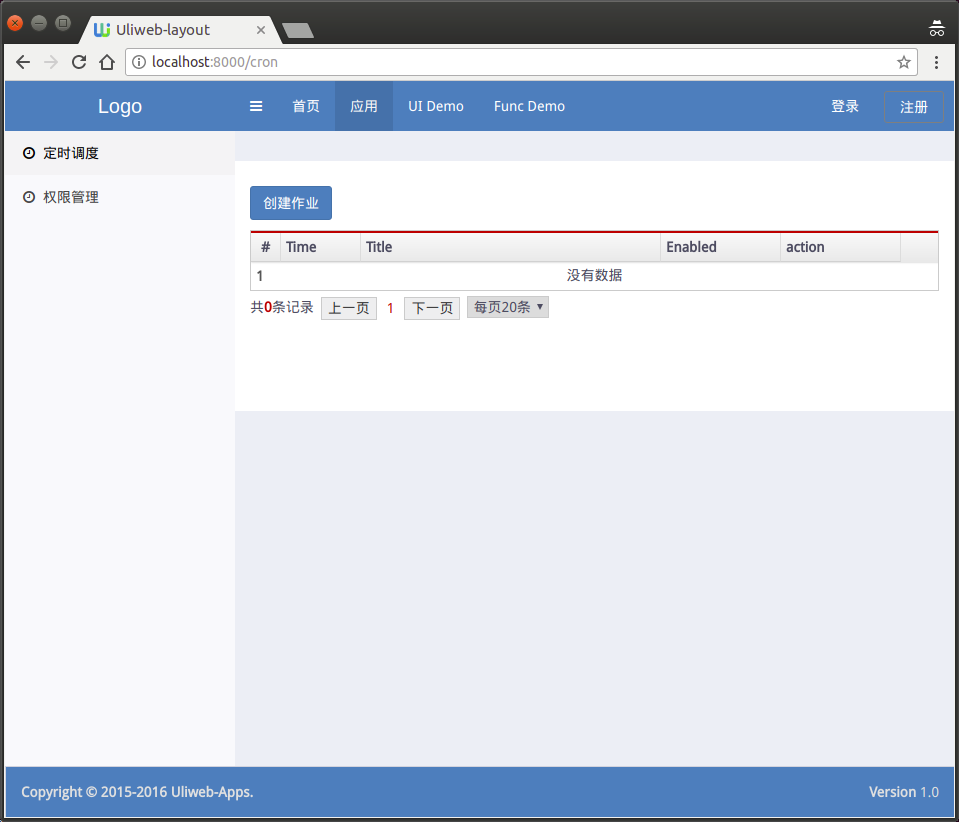 Uliweb-layout
localhost:8000/cron
Logo 首页 应用 UI Demo Func Demo 登录 注册
定时调度
权限管理
创建作业
# Time Title Enabled action
1 没有数据
共0条记录 上一页 1 下一页 每页20条
Copyright © 2015-2016 Uliweb-Apps. Version 1.0